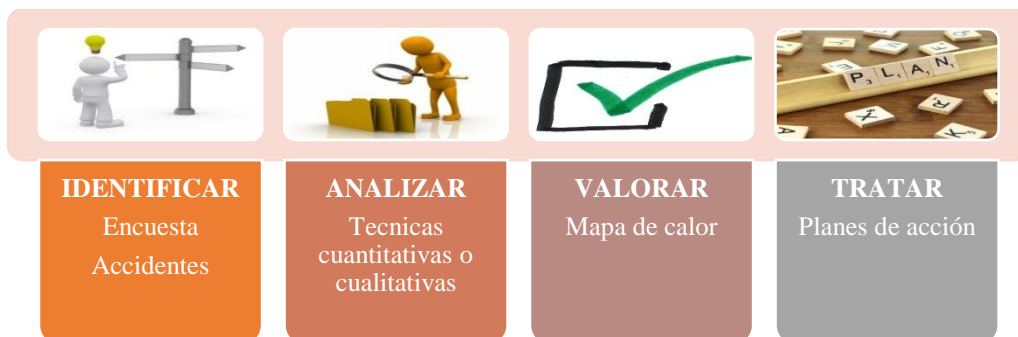 P L A N
IDENTIFICAR
Encuesta
Accidentes
ANALIZAR
Tecnicas
cuantitativas o
cualitativas
VALORAR
Mapa de calor
TRATAR
Planes de acción